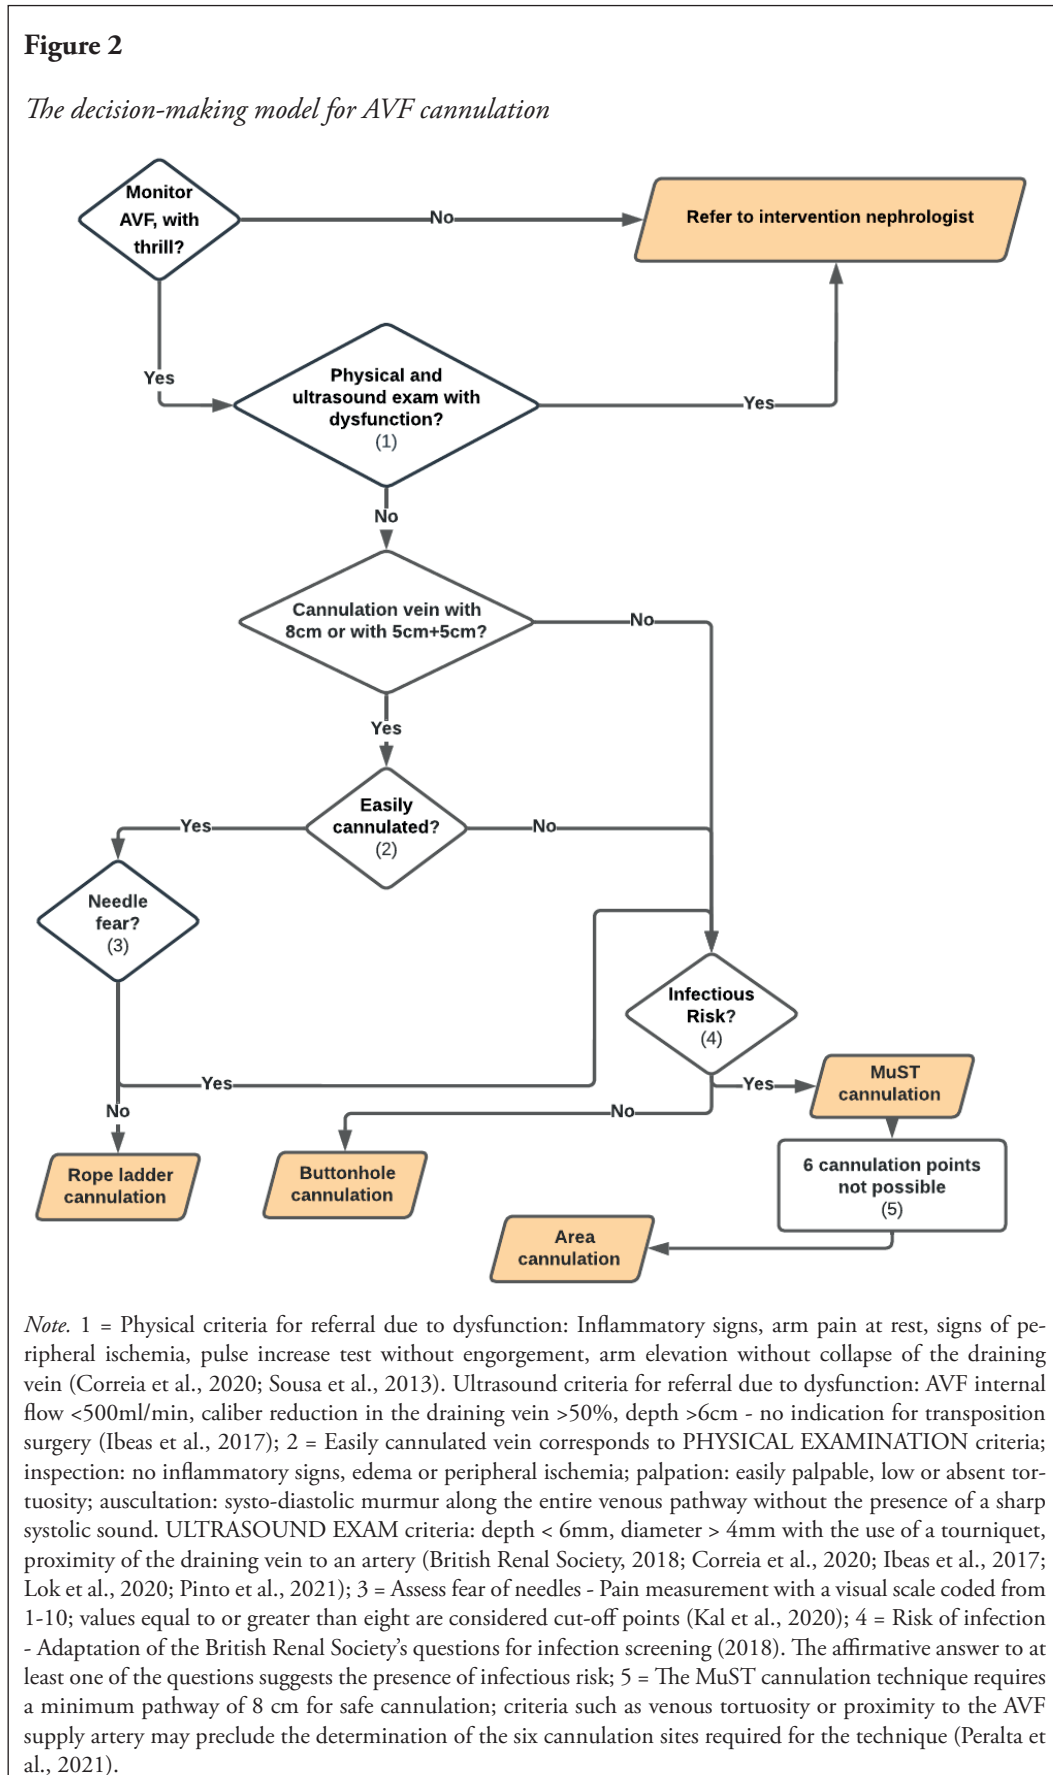 Figure 2
The decision-making model for AVF cannulation
Monitor
AVF, with
thrill?
No
Refer to intervention nephrologist
Yes
Physical and
ultrasound exam with
dysfunction?
(1)
Yes
No
Cannulation vein with
8cm or with 5cm+5cm?
No
Yes
Easily
cannulated?
(2)
Yes
No
Needle
fear?
(3)
Infectious
Risk?
(4)
Yes
Yes
MuST
cannulation
No
No
Rope ladder
cannulation
Buttonhole
cannulation
6 cannulation points
not possible
(5)
Area
cannulation
Note. 1 = Physical criteria for referral due to dysfunction: Inflammatory signs, arm pain at rest, signs of pe-
ripheral ischemia, pulse increase test without engorgement, arm elevation without collapse of the draining
vein (Correia et al., 2020; Sousa et al., 2013). Ultrasound criteria for referral due to dysfunction: AVF internal
flow <500ml/min, caliber reduction in the draining vein >50%, depth >6cm - no indication for transposition
surgery (Ibeas et al., 2017); 2 = Easily cannulated vein corresponds to PHYSICAL EXAMINATION criteria;
inspection: no inflammatory signs, edema or peripheral ischemia; palpation: easily palpable, low or absent tor-
tuosity; auscultation: systo-diastolic murmur along the entire venous pathway without the presence of a sharp
systolic sound. ULTRASOUND EXAM criteria: depth < 6mm, diameter > 4mm with the use of a tourniquet,
proximity of the draining vein to an artery (British Renal Society, 2018; Correia et al., 2020; Ibeas et al., 2017;
Lok et al., 2020; Pinto et al., 2021); 3 = Assess fear of needles - Pain measurement with a visual scale coded from
1-10; values equal to or greater than eight are considered cut-off points (Kal et al., 2020); 4 = Risk of infection
- Adaptation of the British Renal Society's questions for infection screening (2018). The affirmative answer to at
least one of the questions suggests the presence of infectious risk; 5 = The MuST cannulation technique requires
a minimum pathway of 8 cm for safe cannulation; criteria such as venous tortuosity or proximity to the AVF
supply artery may preclude the determination of the six cannulation sites required for the technique (Peralta et
al., 2021).